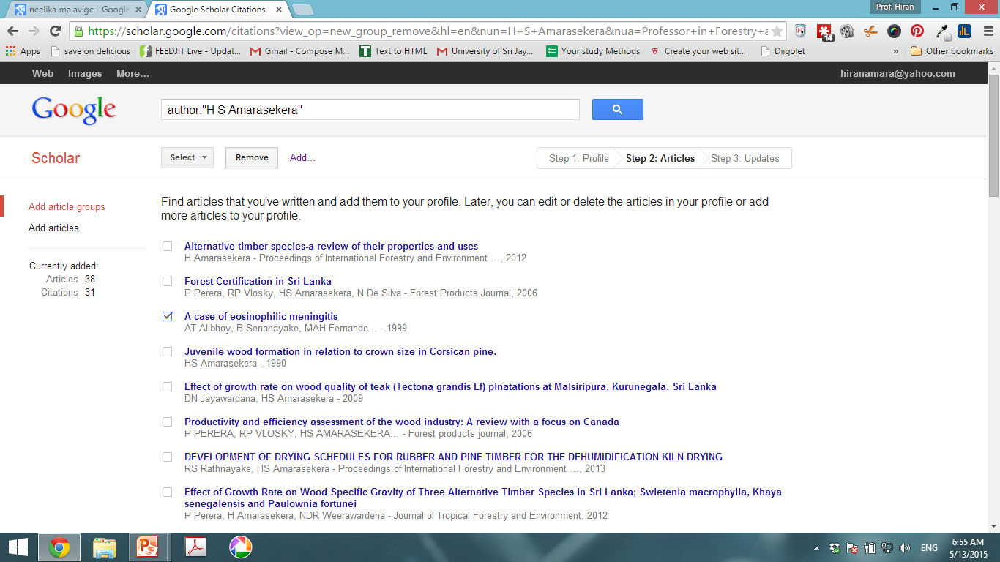 neelika malavige - Google
Google Scholar Citations
Prof. Hiran
https://scholar.google.com/citations?view_op=new_group_remove&hl=en&nun=H+S+Amarasekera&nua=Professor+in+Forestry+a
14
Apps
save on delicious
FEEDJIT Live - Updat...
Gmail - Compose M...
Text to HTML
University of Sri Jay...
Your study Methods
Create your web sit...
Diigolet
»
Other bookmarks
Web Images More...
hiranamara@yahoo.com
Google
author:"H S Amarasekera"
Scholar
Select
Remove
Add...
Step 1: Profile
Step 2: Articles
Step 3: Updates
Add article groups
Add articles
Currently added:
Articles 38
Citations 31
Find articles that you've written and add them to your profile. Later, you can edit or delete the articles in your profile or add
more articles to your profile.
Alternative timber species-a review of their properties and uses
H Amarasekera - Proceedings of International Forestry and Environment ..., 2012
Forest Certification in Sri Lanka
P Perera, RP Vlosky, HS Amarasekera, N De Silva - Forest Products Journal, 2006
A case of eosinophilic meningitis
AT Alibhoy, B Senanayake, MAH Fernando... - 1999
Juvenile wood formation in relation to crown size in Corsican pine.
HS Amarasekera - 1990
Effect of growth rate on wood quality of teak (Tectona grandis Lf) plnatations at Malsiripura, Kurunegala, Sri Lanka
DN Jayawardana, HS Amarasekera - 2009
Productivity and efficiency assessment of the wood industry: A review with a focus on Canada
P PERERA, RP VLOSKY, HS AMARASEKERA... - Forest products journal, 2006
DEVELOPMENT OF DRYING SCHEDULES FOR RUBBER AND PINE TIMBER FOR THE DEHUMIDIFICATION KILN DRYING
RS Rathnayake, HS Amarasekera - Proceedings of International Forestry and Environment ..., 2013
Effect of Growth Rate on Wood Specific Gravity of Three Alternative Timber Species in Sri Lanka; Swietenia macrophylla, Khaya
senegalensis and Paulownia fortunei
P Perera, H Amarasekera, NDR Weerawardena - Journal of Tropical Forestry and Environment, 2012
ENG
6:55 AM
5/13/2015